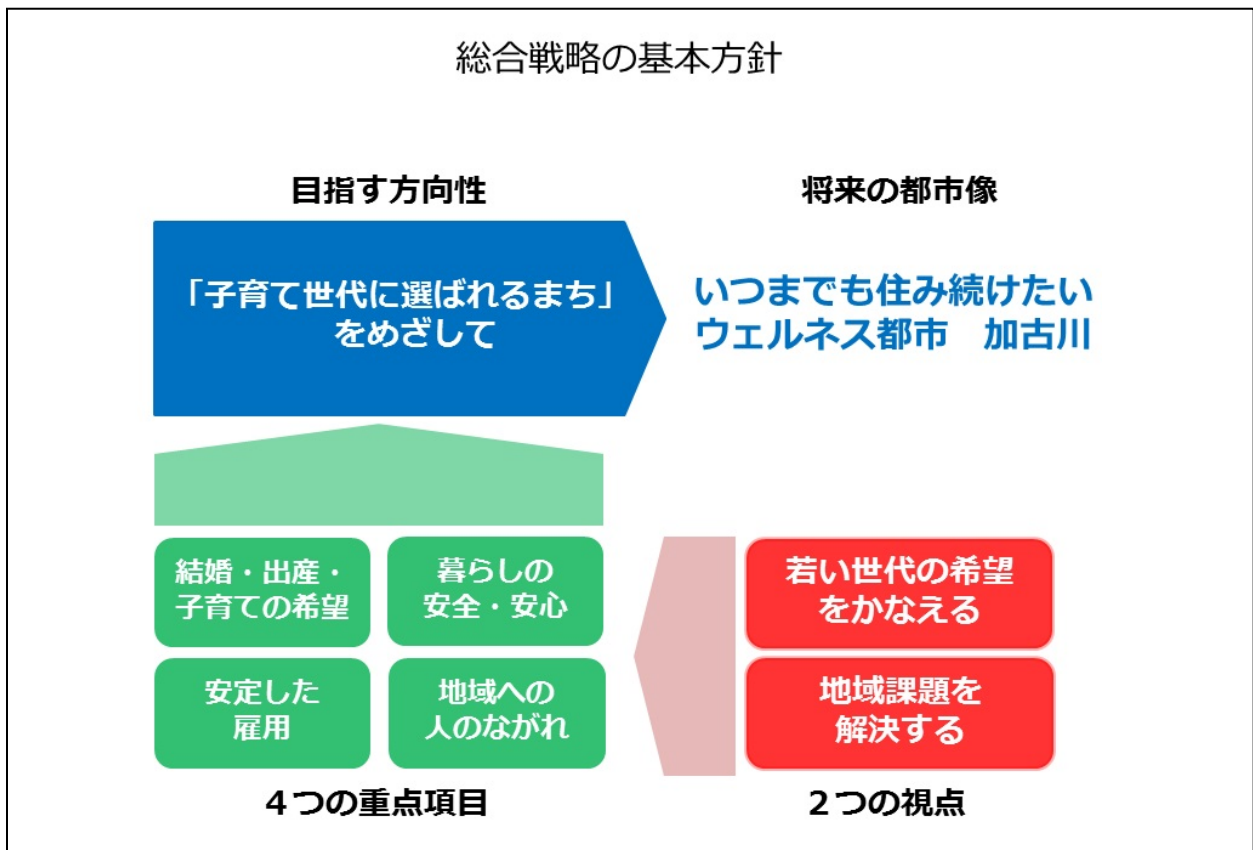 総合戦略の基本方針
目指す方向性
将来の都市像
「子育て世代に選ばれるまち」
をめざして
いつまでも住み続けたい
ウェルネス都市　加古川
結婚・出産・
子育ての希望
暮らしの
安全・安心
安定した
雇用
地域への
人のながれ
若い世代の希望
をかなえる
地域課題を
解決する
４つの重点項目
２つの視点